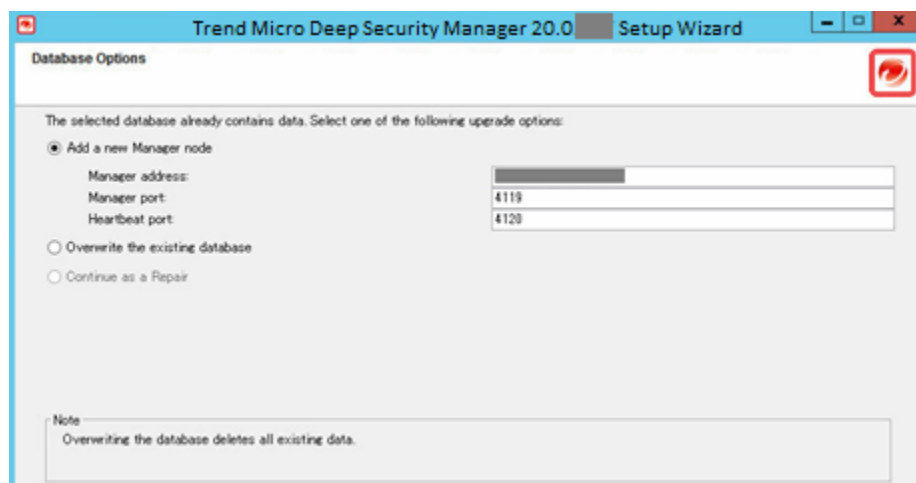 Trend Micro Deep Security Manager 20.0 Setup Wizard
Database Options
The selected database already contains data. Select one of the following upgrade options:
Add a new Manager node
Manager address:
Manager port: 4119
Heartbeat port: 4120
Overwrite the existing database
Continue as a Repair
Note
Overwriting the database deletes all existing data.